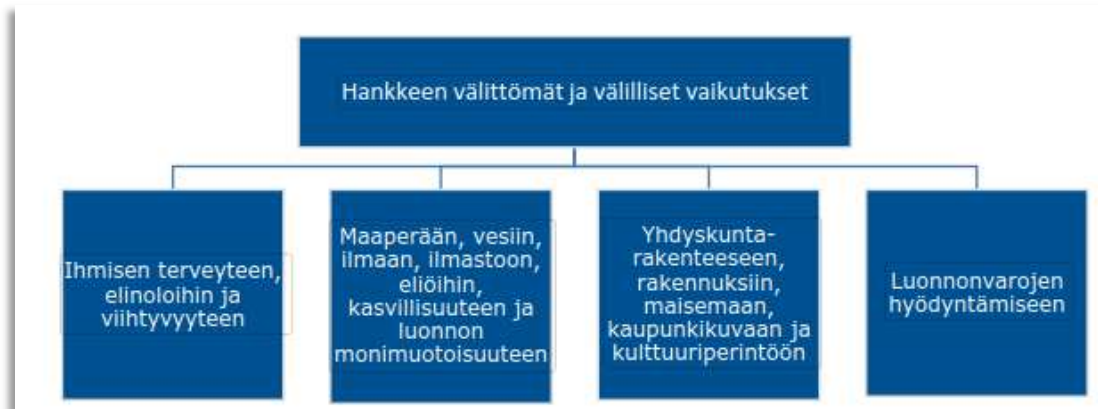 Hankkeen välittömät ja välilliset vaikutukset
Ihmisen terveyteen,
elinoloihin ja
viihtyvyyteen
Maaperään, vesiin,
ilmaan, ilmastoon,
eliöihin,
kasvillisuuteen ja
luonnon
monimuotoisuuteen
Yhdyskunta-
rakenteeseen,
rakennuksiin,
maisemaan,
kaupunkikuvaan ja
kulttuuriperintöön
Luonnonvarojen
hyödyntämiseen